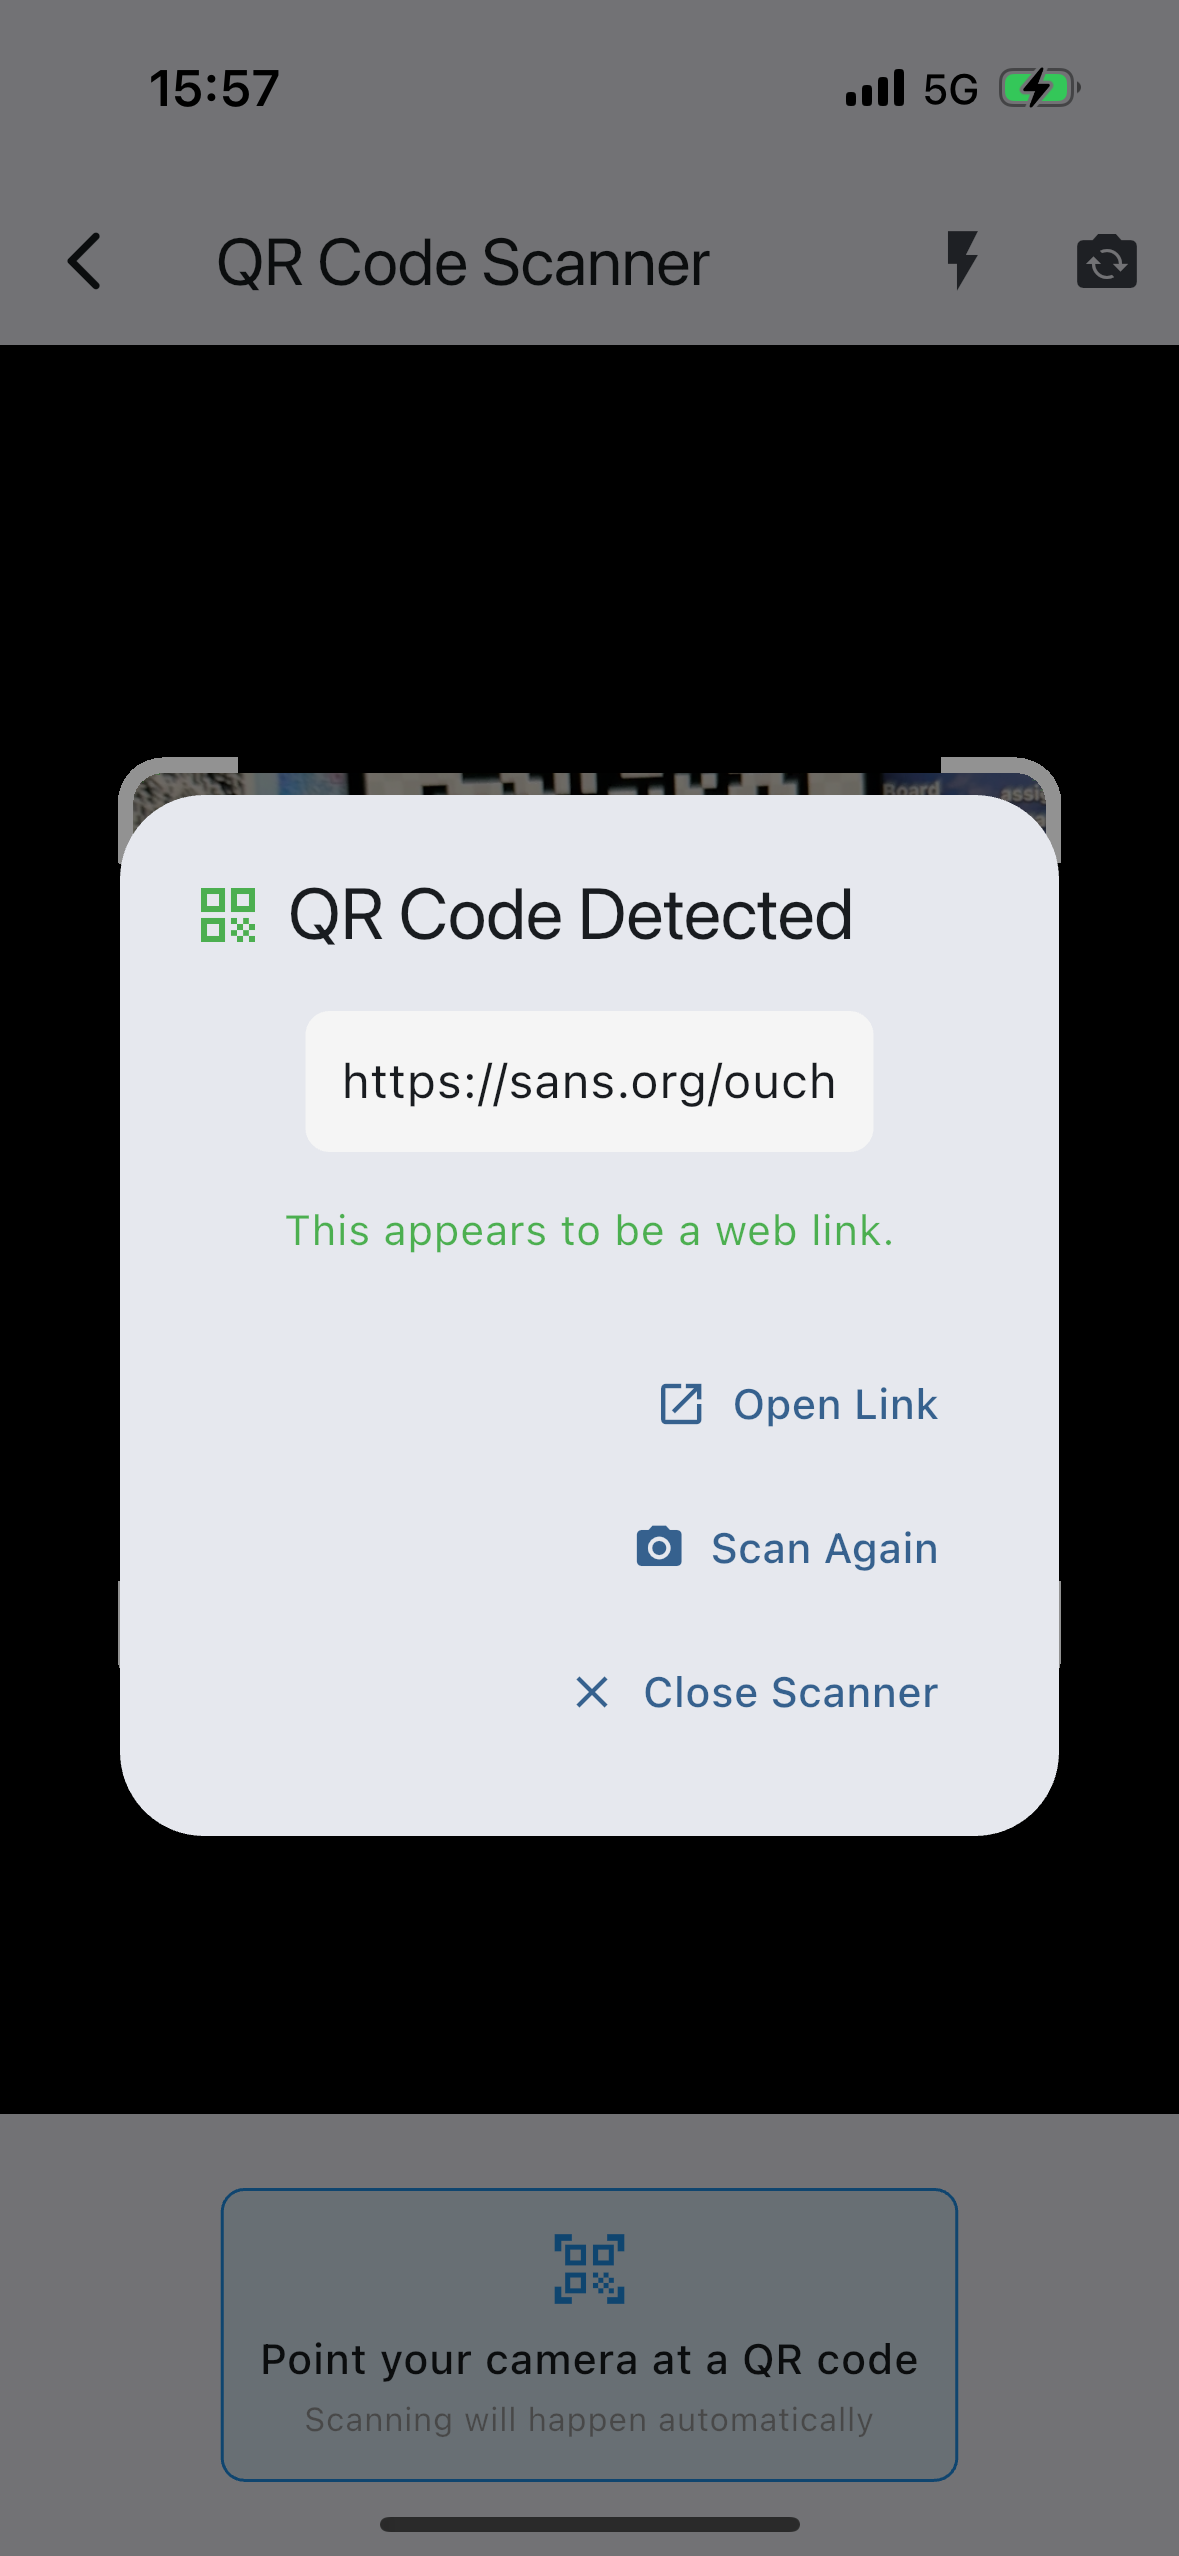 15:57
5G
QR Code Scanner
Board
QR Code Detected
https://sans.org/ouch
This appears to be a web link.
Open Link
Scan Again
Close Scanner
Point your camera at a QR code
Scanning will happen automatically